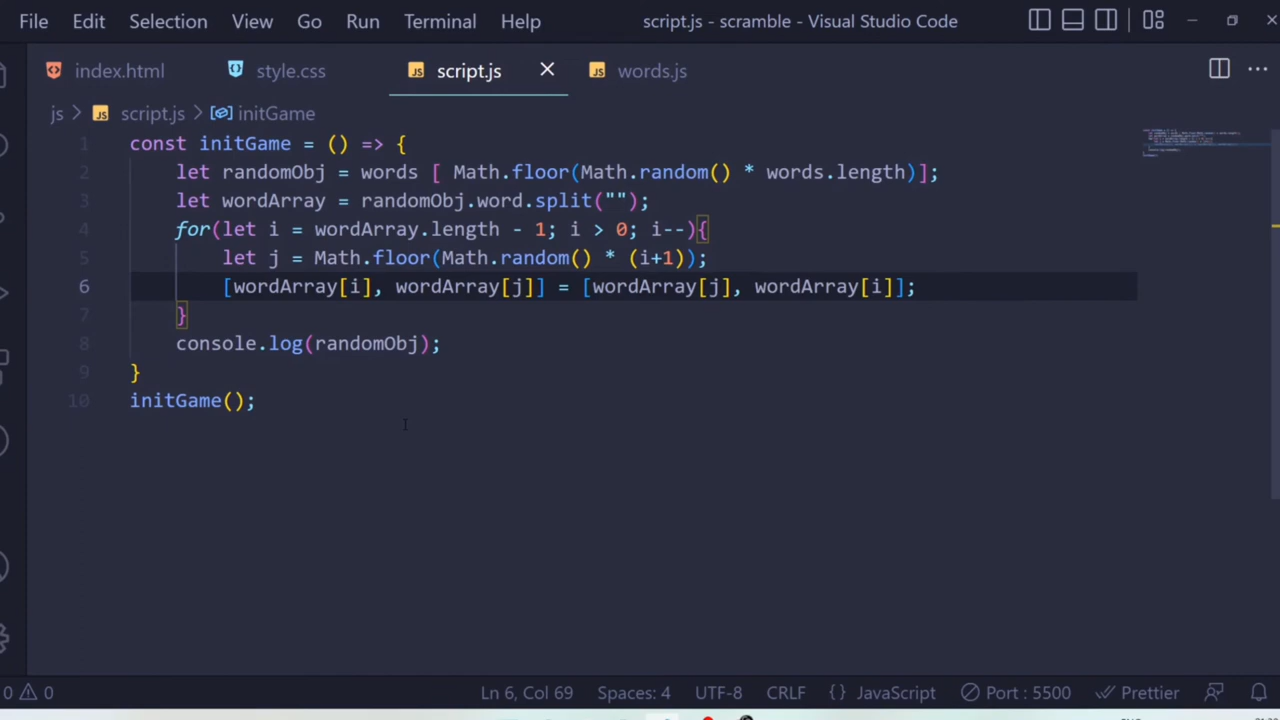 File Edit Selection View Go Run Terminal Help script.js - scramble - Visual Studio Code
index.html style.css JS script.js JS words.js
js > JS script.js > initGame
1 const initGame = () => {
2 let randomObj = words [ Math.floor(Math.random() * words.length)];
3 let wordArray = randomObj.word.split("");
4 for(let i = wordArray.length - 1; i > 0; i--){
5 let j = Math.floor(Math.random() * (i+1));
6 [wordArray[i], wordArray[j]] = [wordArray[j], wordArray[i]];
7 }
8 console.log(randomObj);
9 }
10 initGame();
0 0 Ln 6, Col 69 Spaces: 4 UTF-8 CRLF {} JavaScript Port : 5500 Prettier